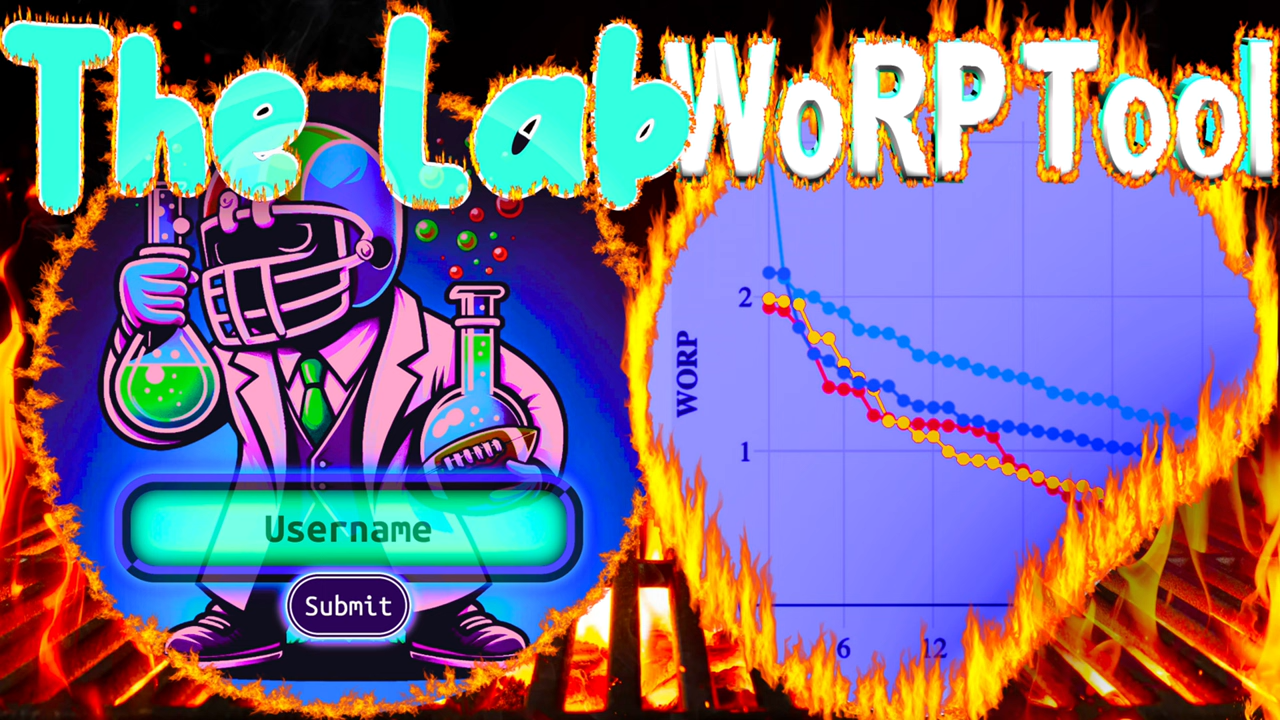 The Lab
WoRP Tool
Username
Submit
WORP
2
1
6
12